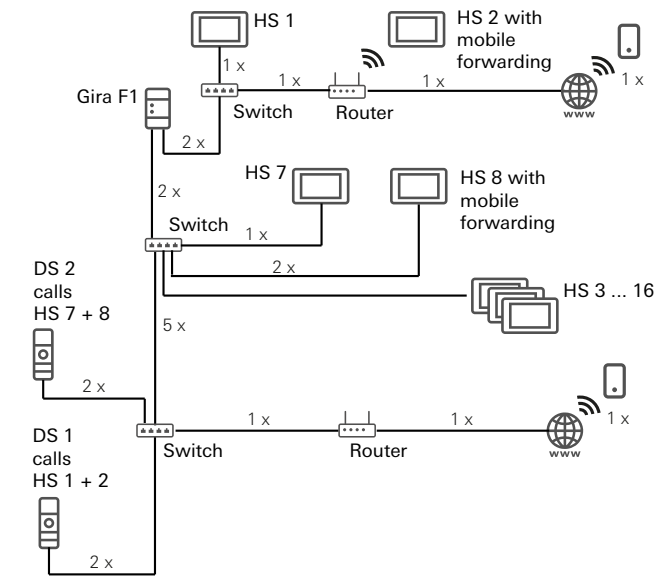 HS 1
HS 2 with
mobile
forwarding
1 x
1 x
1 x
1 x
Gira F1
Switch
Router
www
2 x
2 x
HS 7
HS 8 with
mobile
forwarding
Switch
1 x
2 x
DS 2
calls
HS 7 + 8
HS 3 ... 16
5 x
2 x
1 x
1 x
1 x
DS 1
calls
HS 1 + 2
Switch
Router
www
2 x